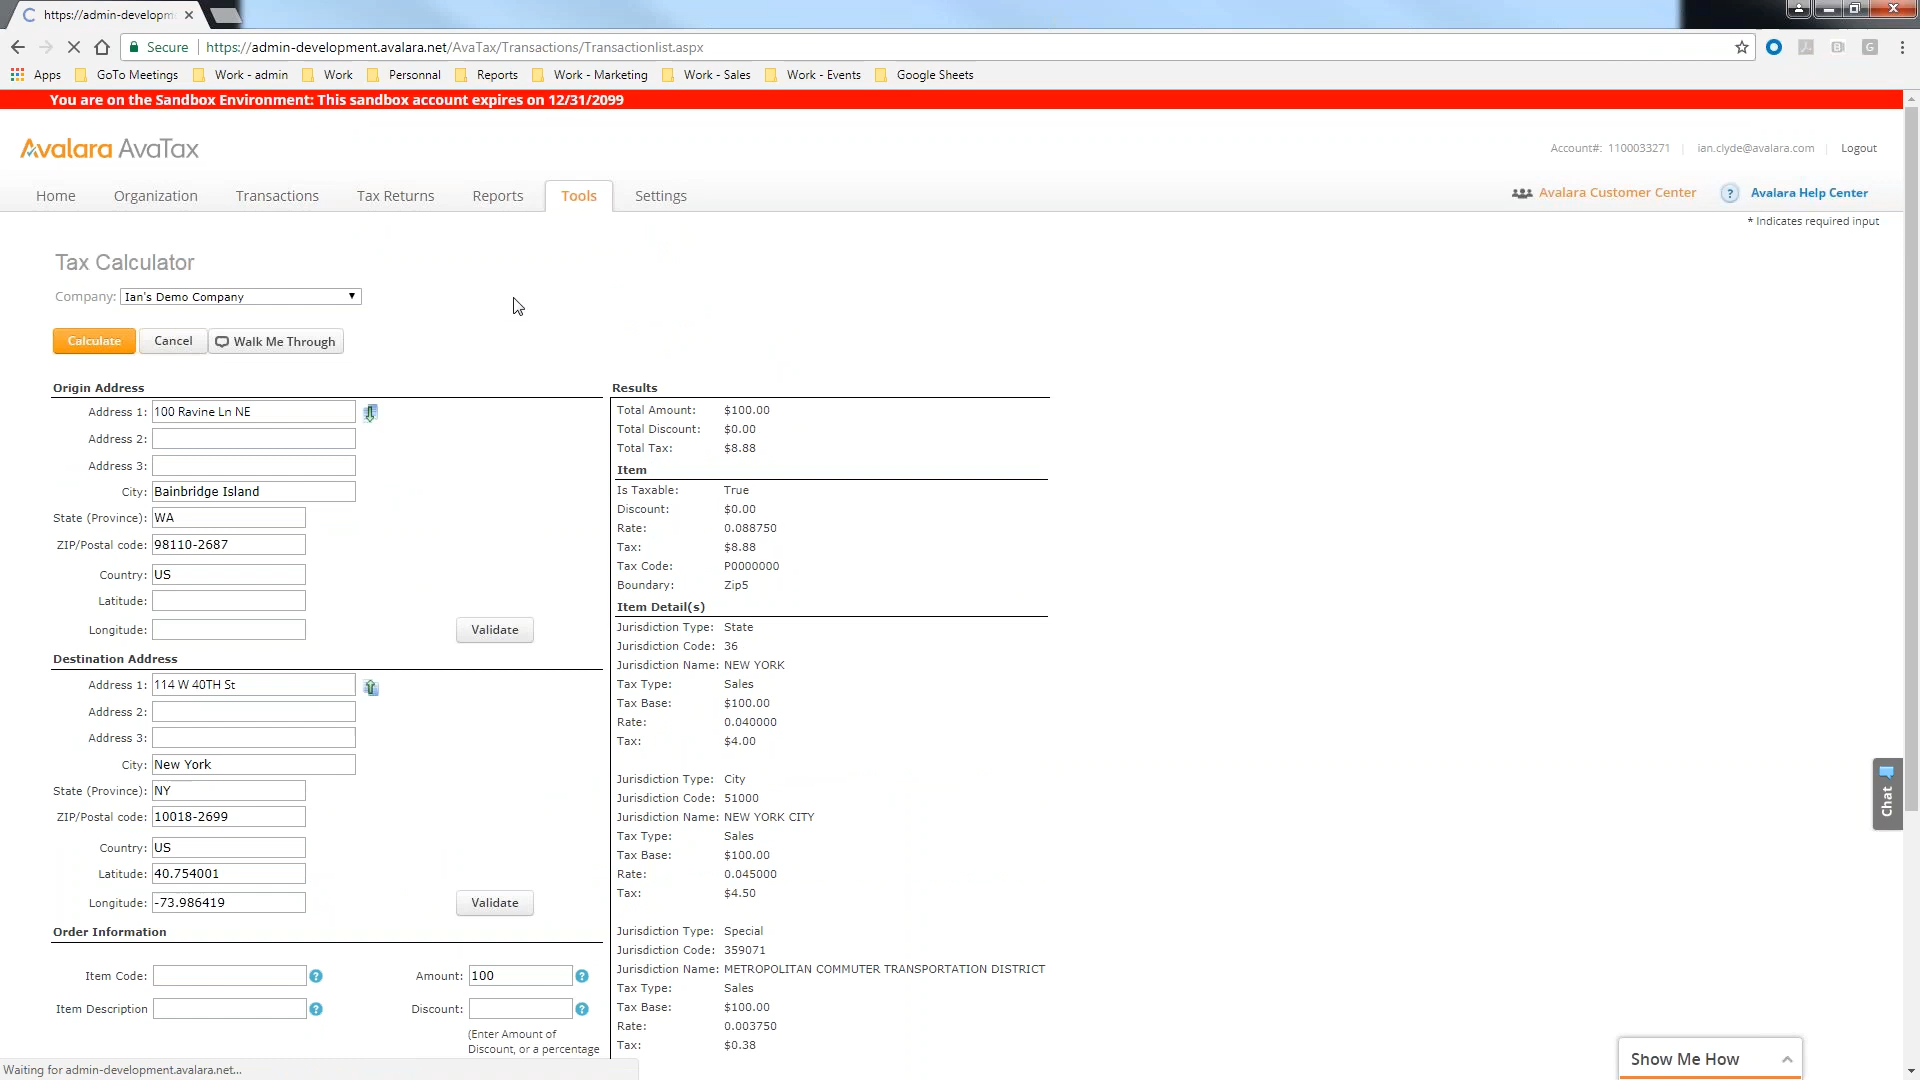 https://admin-developm
Secure https://admin-development.avalara.net/AvaTax/Transactions/Transactionlist.aspx
Apps GoTo Meetings Work - admin Work Personnal Reports Work - Marketing Work - Sales Work - Events Google Sheets
You are on the Sandbox Environment: This sandbox account expires on 12/31/2099
Avalara AvaTax
Account#: 1100033271 | ian.clyde@avalara.com | Logout
Home Organization Transactions Tax Returns Reports Tools Settings
Avalara Customer Center ? Avalara Help Center
* Indicates required input
Tax Calculator
Company: Ian's Demo Company
Calculate Cancel Walk Me Through
Origin Address
Address 1: 100 Ravine Ln NE
Address 2:
Address 3:
City: Bainbridge Island
State (Province): WA
ZIP/Postal code: 98110-2687
Country: US
Latitude:
Longitude:
Validate
Destination Address
Address 1: 114 W 40TH St
Address 2:
Address 3:
City: New York
State (Province): NY
ZIP/Postal code: 10018-2699
Country: US
Latitude: 40.754001
Longitude: -73.986419
Validate
Order Information
Item Code: ? Amount: 100 ?
Item Description ? Discount: ?
(Enter Amount of
Discount, or a percentage
Results
Total Amount: $100.00
Total Discount: $0.00
Total Tax: $8.88
Item
Is Taxable: True
Discount: $0.00
Rate: 0.088750
Tax: $8.88
Tax Code: P0000000
Boundary: Zip5
Item Detail(s)
Jurisdiction Type: State
Jurisdiction Code: 36
Jurisdiction Name: NEW YORK
Tax Type: Sales
Tax Base: $100.00
Rate: 0.040000
Tax: $4.00
Jurisdiction Type: City
Jurisdiction Code: 51000
Jurisdiction Name: NEW YORK CITY
Tax Type: Sales
Tax Base: $100.00
Rate: 0.045000
Tax: $4.50
Jurisdiction Type: Special
Jurisdiction Code: 359071
Jurisdiction Name: METROPOLITAN COMMUTER TRANSPORTATION DISTRICT
Tax Type: Sales
Tax Base: $100.00
Rate: 0.003750
Tax: $0.38
Chat
Show Me How
Waiting for admin-development.avalara.net...